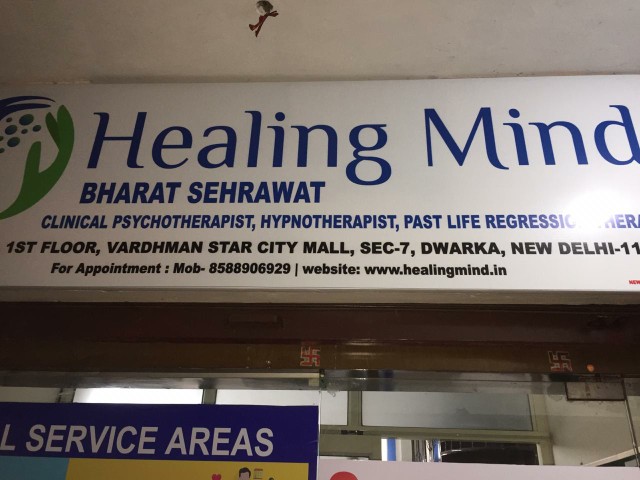 Healing Mind
BHARAT SEHRAWAT
CLINICAL PSYCHOTHERAPIST, HYPNOTHERAPIST, PAST LIFE
1ST FLOOR, VARDHMAN STAR CITY MALL, SEC-7, DWARKA, NEW DELHI-11
For Appointment : Mob- 8588906929 | website: www.healingmind.in
L SERVICE AREAS